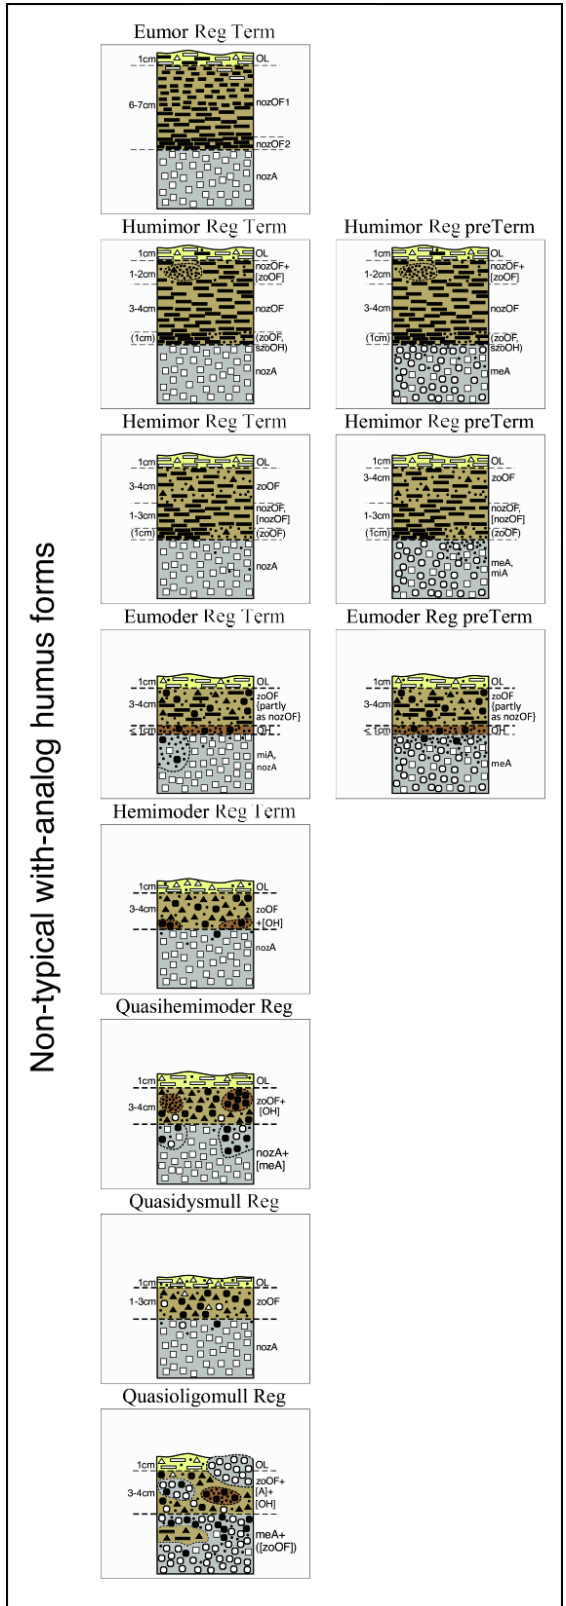 Non-typical with-analog humus forms
Eumor Reg Term
1cm
OL
6-7cm
nozOF1
nozOF2
nozA
Humimor Reg Term
1cm
OL
1-2cm
nozOF+
[zoOF]
3-4cm
nozOF
(1cm)
(zoOF,
szoOH)
nozA
Humimor Reg preTerm
1cm
OL
1-2cm
nozOF+
[zoOF]
3-4cm
nozOF
(1cm)
(zoOF,
szoOH)
meA
Hemimor Reg Term
1cm
OL
3-4cm
zoOF
1-3cm
nozOF,
[nozOF]
(1cm)
(zoOF)
nozA
Hemimor Reg preTerm
1cm
OL
3-4cm
zoOF
1-3cm
nozOF,
[nozOF]
(1cm)
(zoOF)
meA,
miA
Eumoder Reg Term
1cm
OL
3-4cm
zoOF
{partly
as nozOF}
≤ 1cm
OH
miA,
nozA
Eumoder Reg preTerm
1cm
OL
3-4cm
zoOF
{partly
as nozOF}
≤ 1cm
OH
meA
Hemimoder Reg Term
1cm
OL
3-4cm
zoOF
+[OH]
nozA
Quasihemimoder Reg
1cm
OL
3-4cm
zoOF+
[OH]
nozA+
[meA]
Quasidysmull Reg
1cm
OL
1-3cm
zoOF
nozA
Quasioligomull Reg
1cm
OL
3-4cm
zoOF+
[A]+
[OH]
meA+
([zoOF])